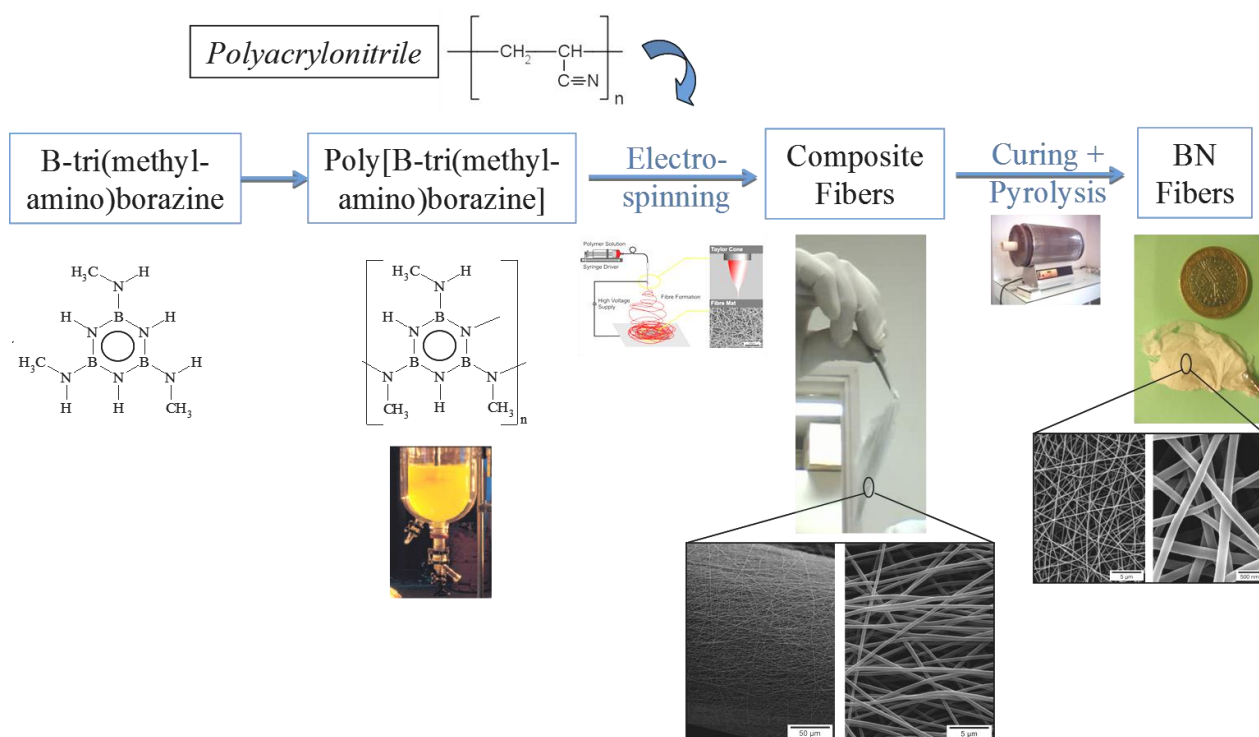 Polyacrylonitrile
CH2
CH
C≡N
n
B-tri(methyl-
amino)borazine
Poly[B-tri(methyl-
amino)borazine]
Electro-
spinning
Composite
Fibers
Curing +
Pyrolysis
BN
Fibers
H3C
H
N
B
H
H
N
N
H3C
B
B
H
N
N
N
H
H
CH3
H3C
H
N
B
H
N
N
B
B
N
N
N
CH3
H
CH3
n
Polymer Solution
Syringe Driver
High Voltage
Supply
Fibre Formation
Taylor Cone
Fibre Mat
50 µm
5 µm
5 µm
500 nm